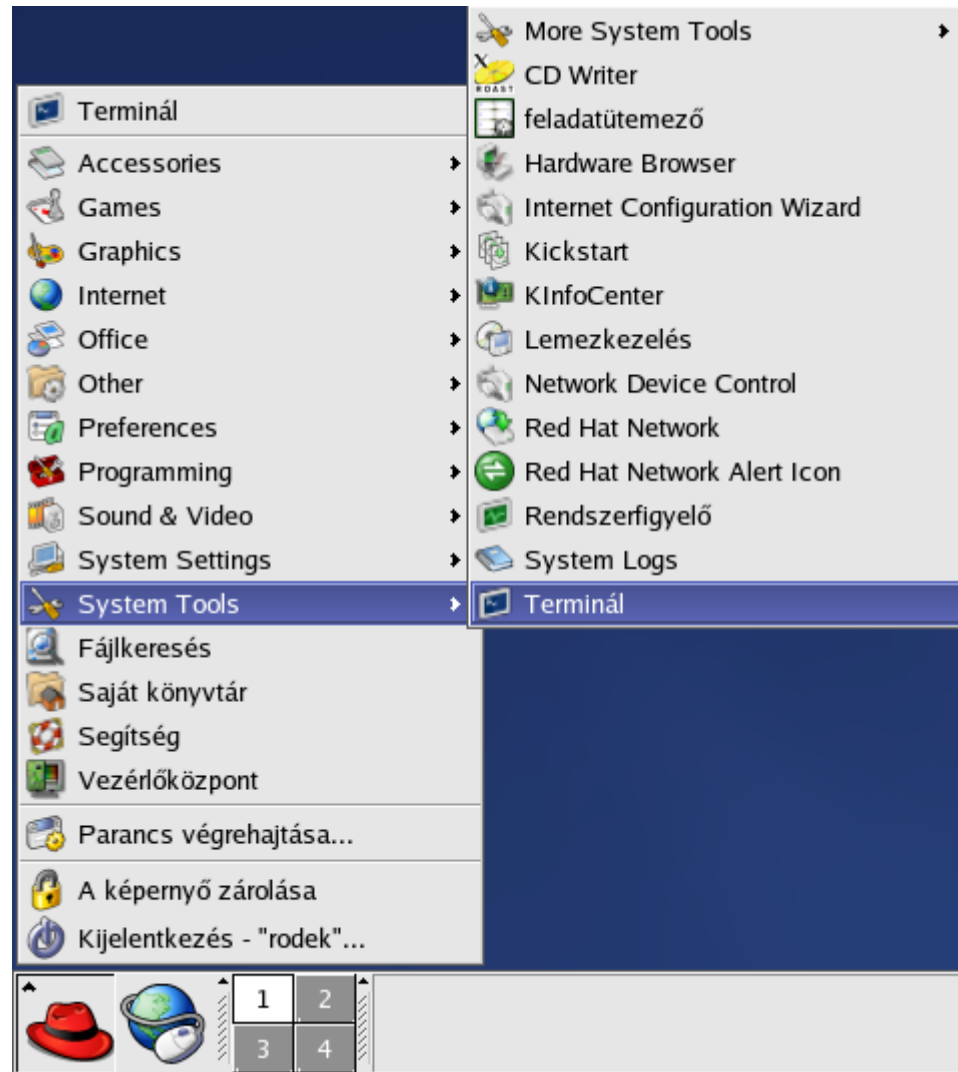 Terminál
Accessories
Games
Graphics
Internet
Office
Other
Preferences
Programming
Sound & Video
System Settings
System Tools
Fájlkeresés
Saját könyvtár
Segítség
Vezérlőközpont
Parancs végrehajtása...
A képernyő zárolása
Kijelentkezés - "rodek"...
More System Tools
X ROAST CD Writer
feladatütemező
Hardware Browser
Internet Configuration Wizard
Kickstart
KInfoCenter
Lemezkezelés
Network Device Control
Red Hat Network
Red Hat Network Alert Icon
Rendszerfigyelő
System Logs
Terminál
1 2
3 4